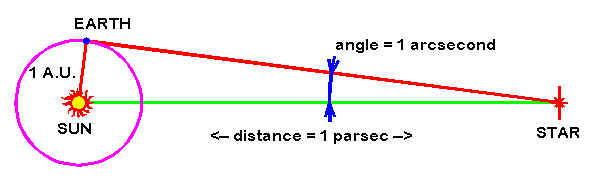 EARTH
angle = 1 arcsecond
1 A.U.
SUN
<-- distance = 1 parsec -->
STAR